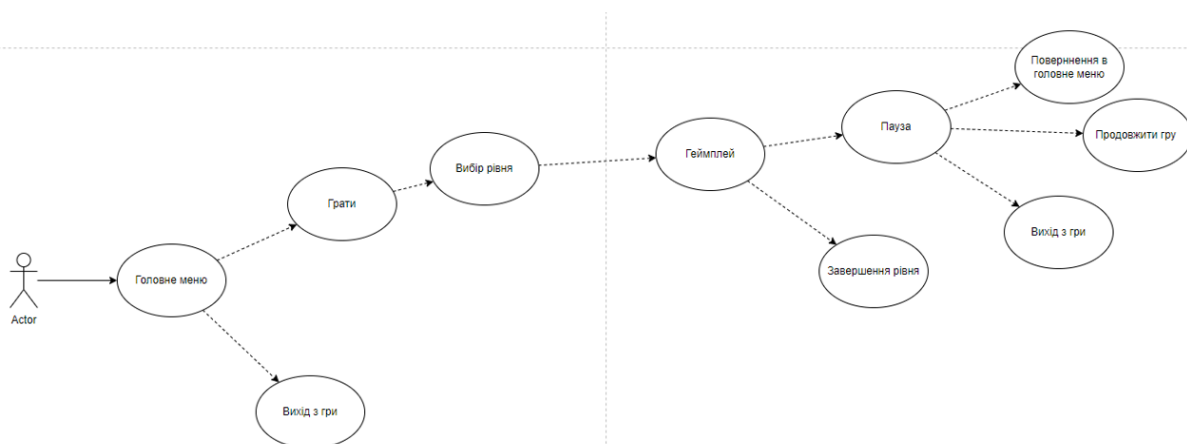 Повернення в
головне меню
Пауза
Продовжити гру
Геймплей
Вибір рівня
Грати
Вихід з гри
Завершення рівня
Головне меню
Actor
Вихід з гри